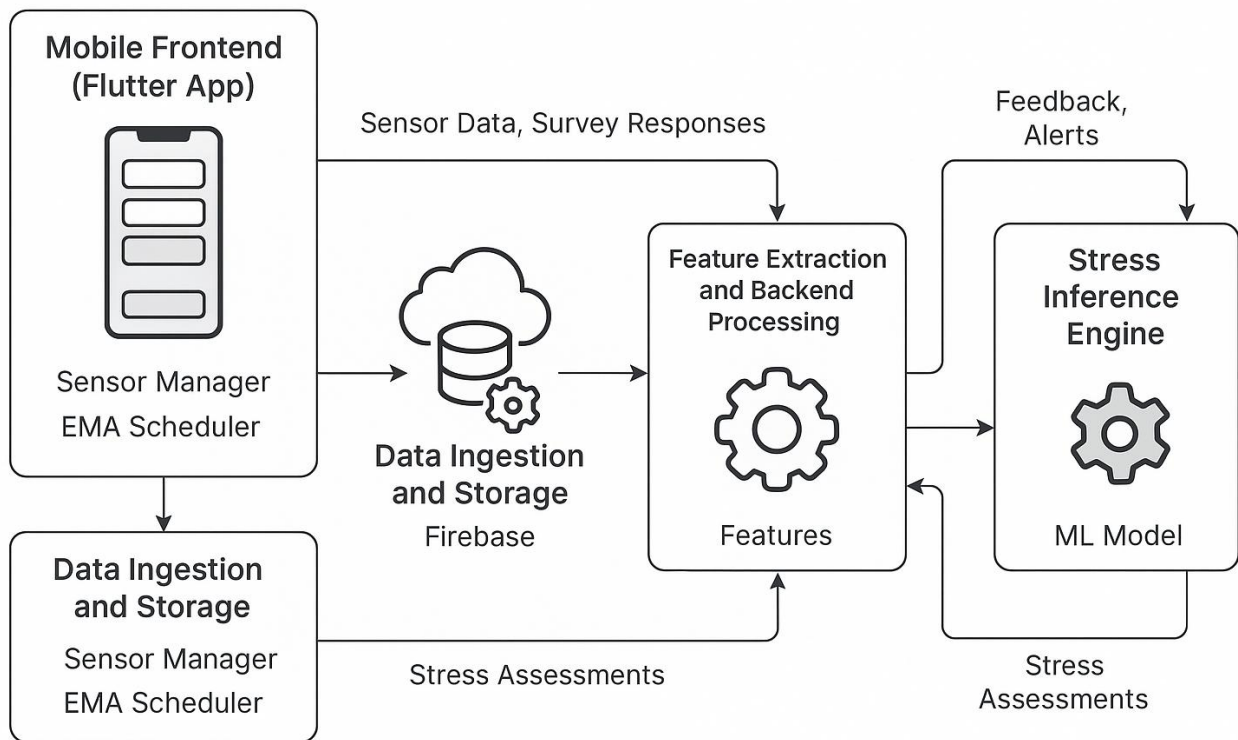 Mobile Frontend
(Flutter App)
Sensor Manager
EMA Scheduler
Sensor Data, Survey Responses
Feedback,
Alerts
Data Ingestion
and Storage
Firebase
Feature Extraction
and Backend
Processing
Features
Stress
Inference
Engine
ML Model
Data Ingestion
and Storage
Sensor Manager
EMA Scheduler
Stress Assessments
Stress
Assessments